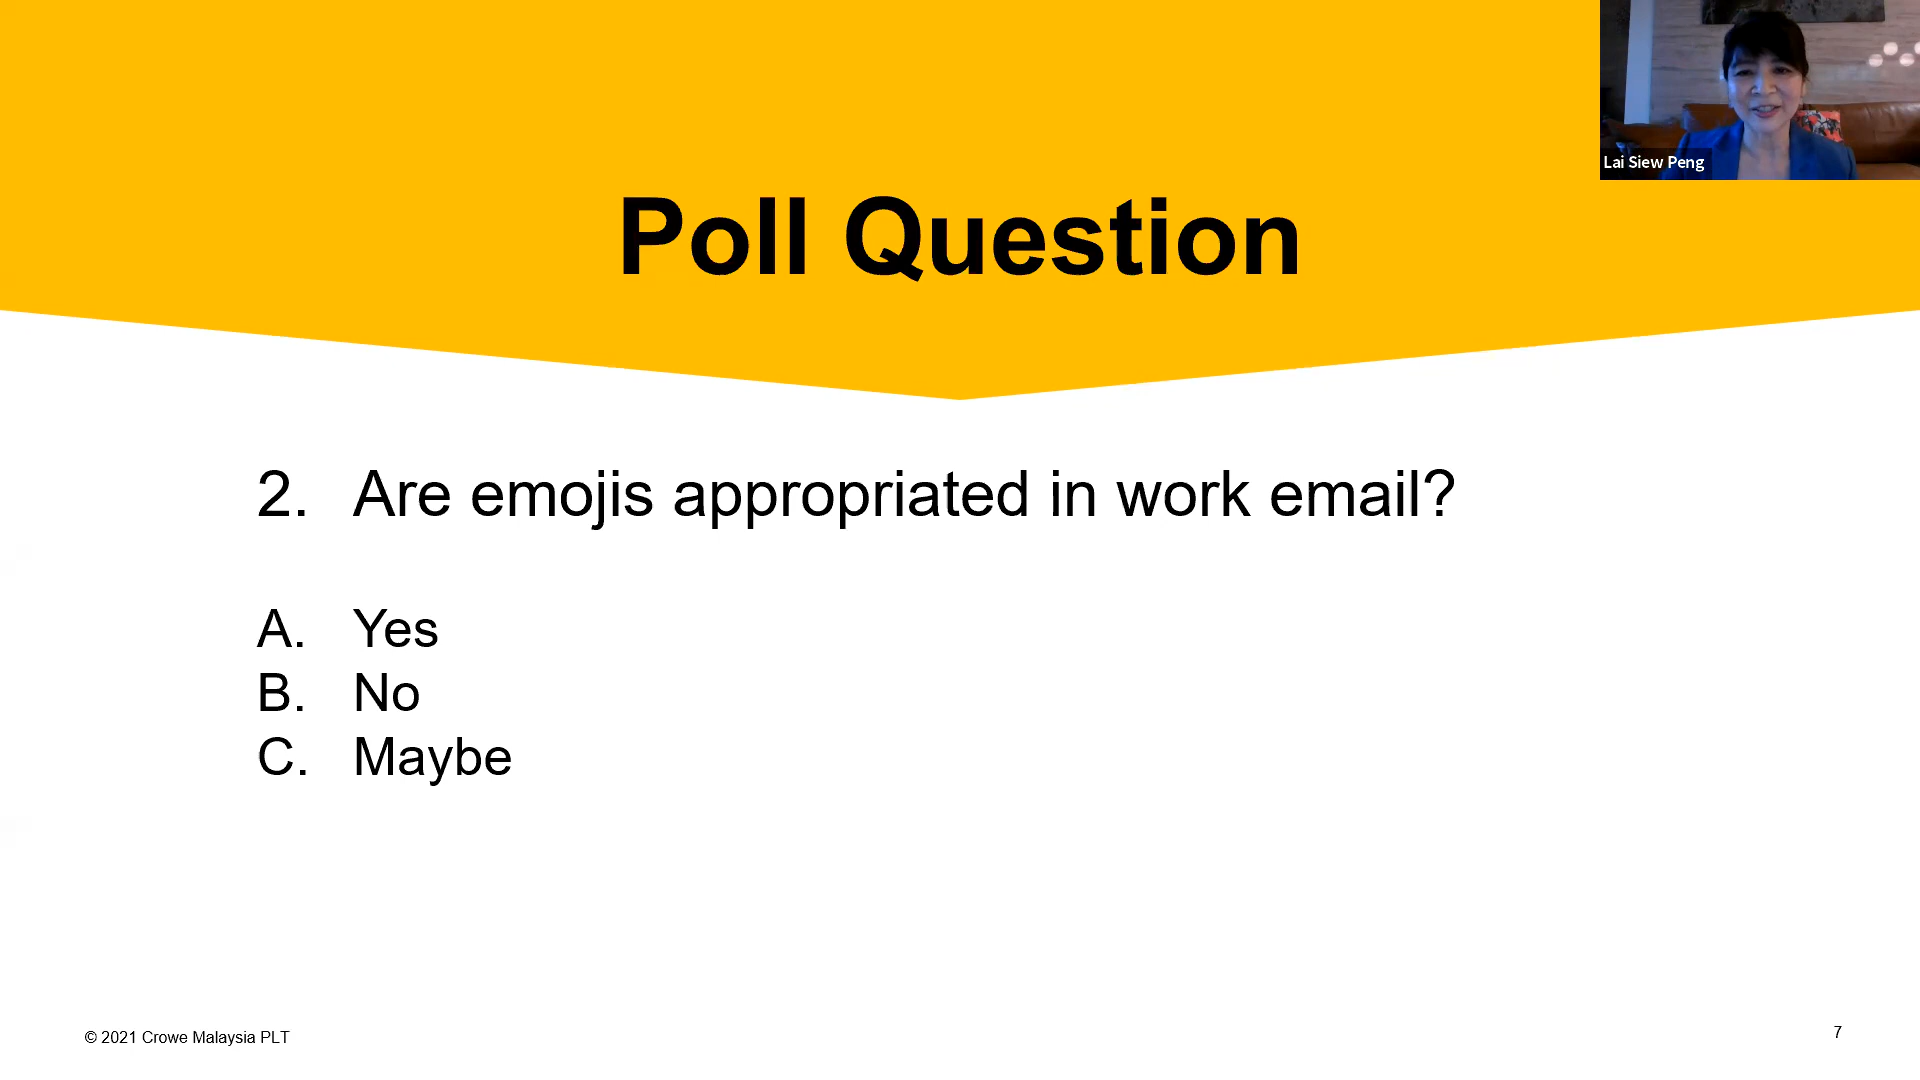 Lai Siew Peng
Poll Question
2. Are emojis appropriated in work email?
A. Yes
B. No
C. Maybe
© 2021 Crowe Malaysia PLT
7